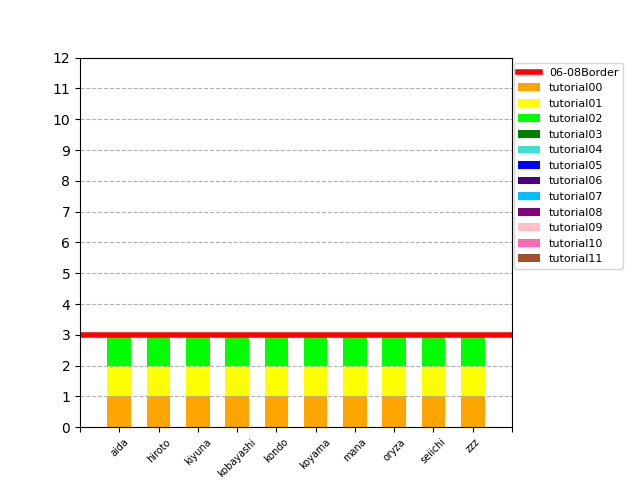 12
11
10
9
8
7
6
5
4
3
2
1
0
aida
hiroto
kiyuna
kobayashi
kondo
koyama
mana
oryza
seiichi
zzz
06-08Border
tutorial00
tutorial01
tutorial02
tutorial03
tutorial04
tutorial05
tutorial06
tutorial07
tutorial08
tutorial09
tutorial10
tutorial11